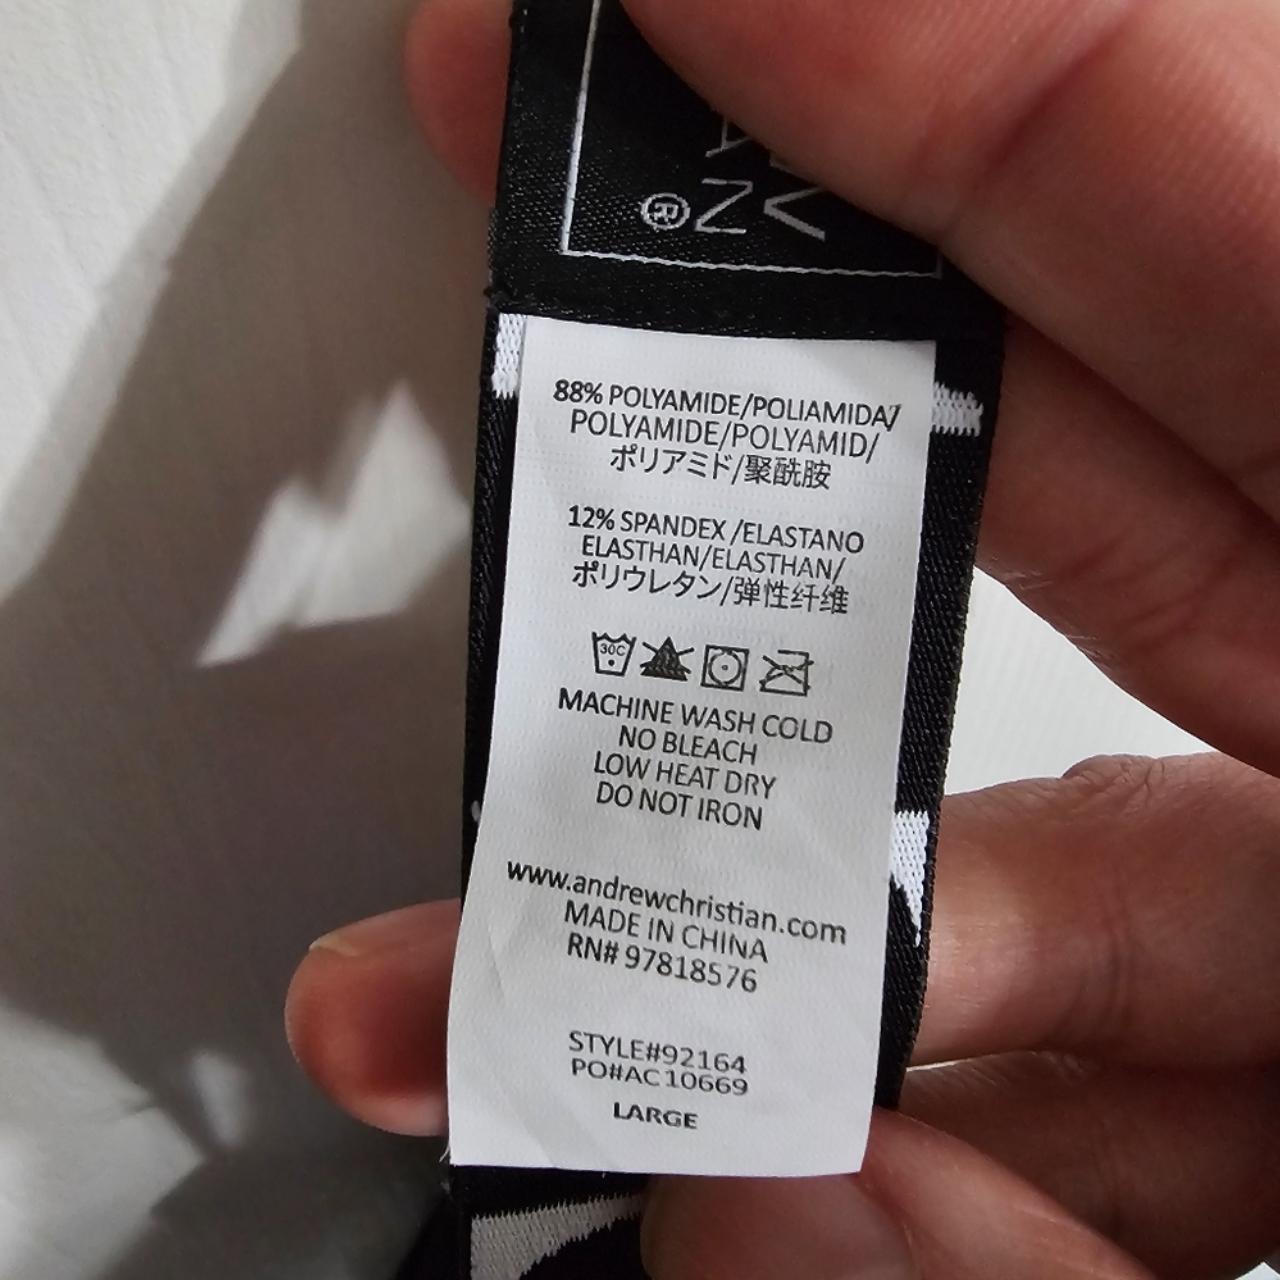 88% POLYAMIDE/POLIAMIDA/
POLYAMIDE/POLYAMID/
ポリアミド/聚酰胺
12% SPANDEX /ELASTANO
ELASTHAN/ELASTHAN/
ポリウレタン/弹性纤维
30C
MACHINE WASH COLD
NO BLEACH
LOW HEAT DRY
DO NOT IRON
www.andrewchristian.com
MADE IN CHINA
RN# 97818576
STYLE#92164
PO#AC10669
LARGE